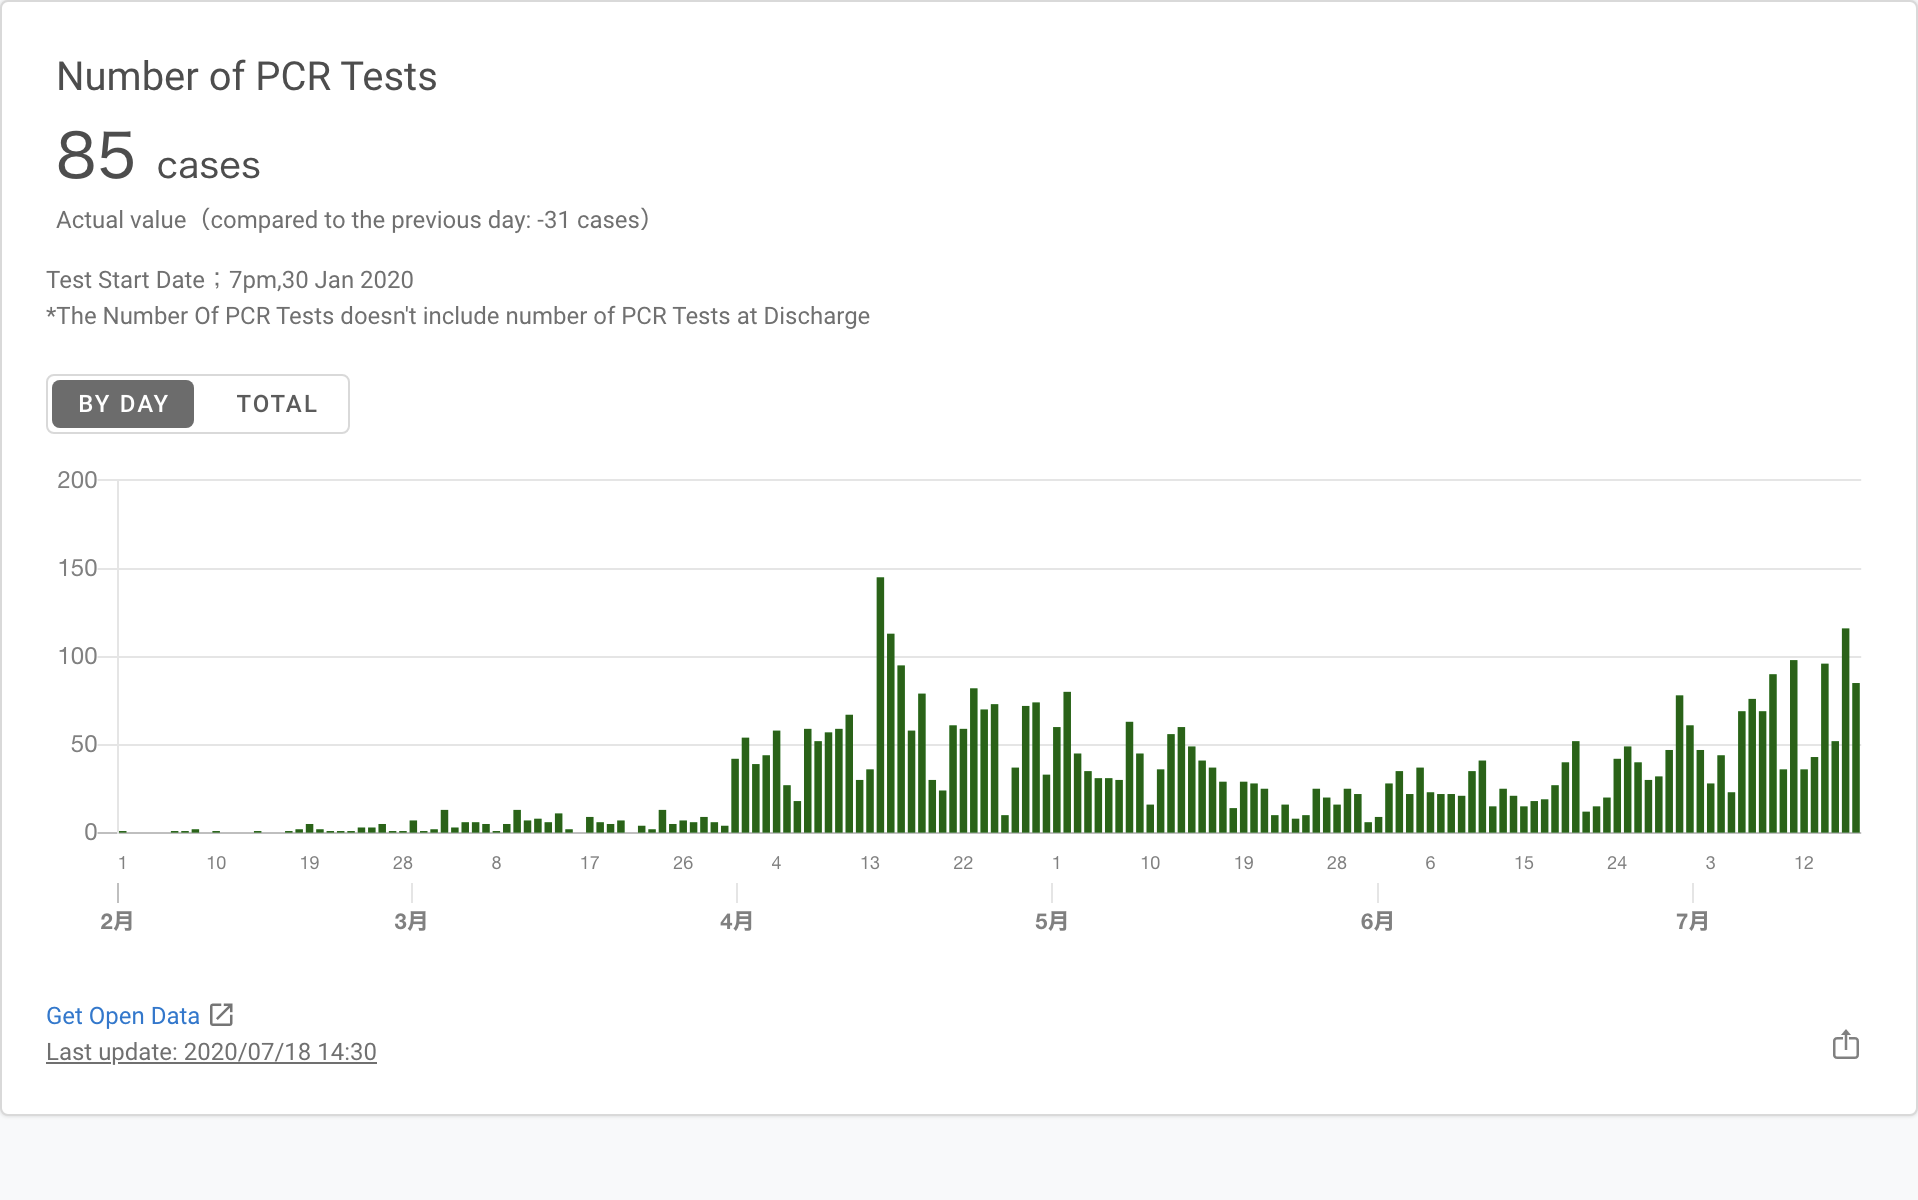 Number of PCR Tests
85 cases
Actual value（compared to the previous day: -31 cases）
Test Start Date；7pm,30 Jan 2020
*The Number Of PCR Tests doesn't include number of PCR Tests at Discharge
BY DAY TOTAL
200
150
100
50
0
1 10 19 28 8 17 26 4 13 22 1 10 19 28 6 15 24 3 12
2月 3月 4月 5月 6月 7月
Get Open Data
Last update: 2020/07/18 14:30